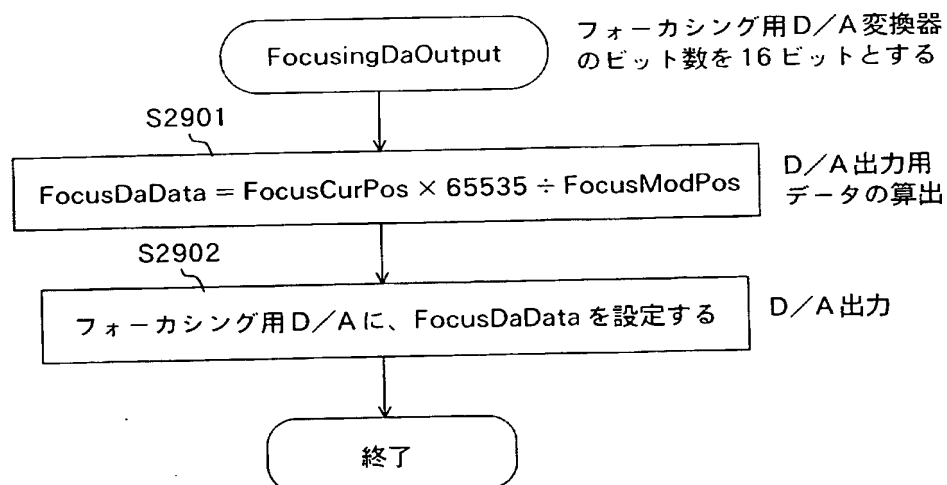 FocusingDaOutput
フォーカシング用D／A変換器
のビット数を16ビットとする
S2901
FocusDaData = FocusCurPos × 65535 ÷ FocusModPos
D／A出力用
データの算出
S2902
フォーカシング用D／Aに、FocusDaDataを設定する
D／A出力
終了